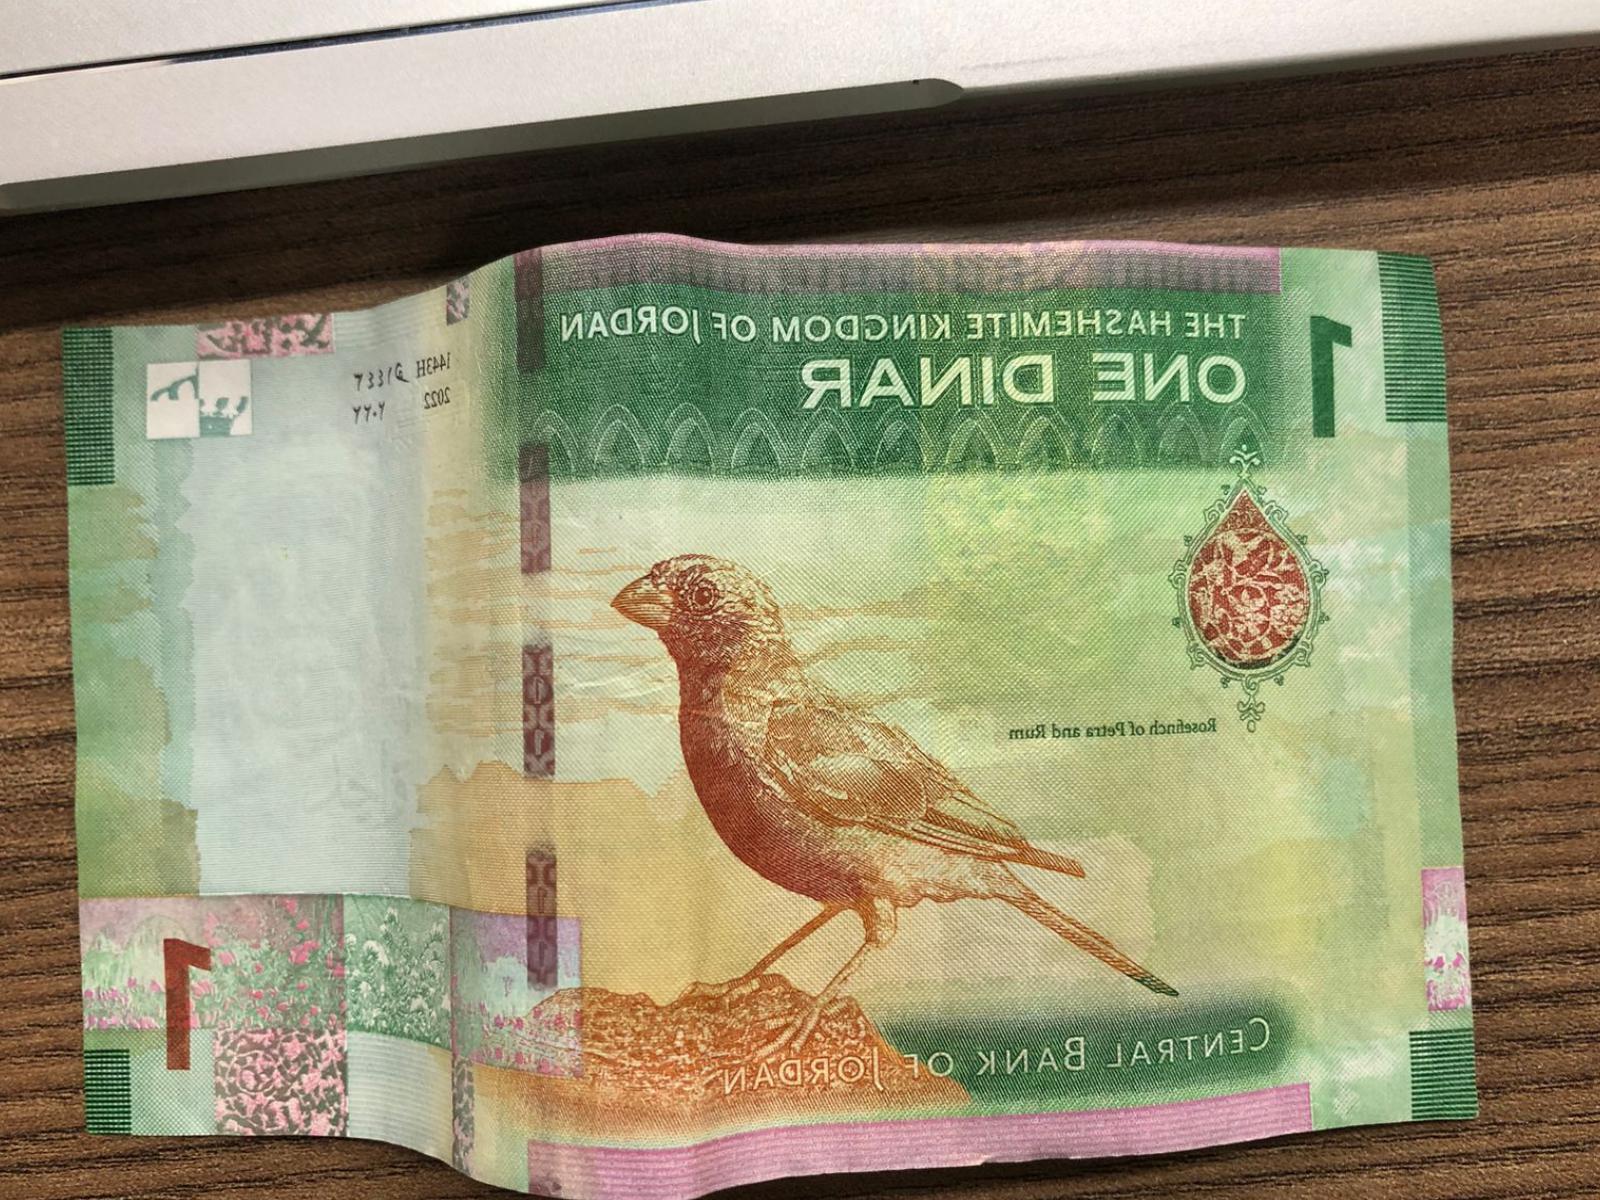 THE HASHEMITE KINGDOM OF JORDAN
ONE DINAR
1
1443H ١٤٤٣هـ
2022 ٢٠٢٢
Rosefinch of Petra and Rum
CENTRAL BANK OF JORDAN
1